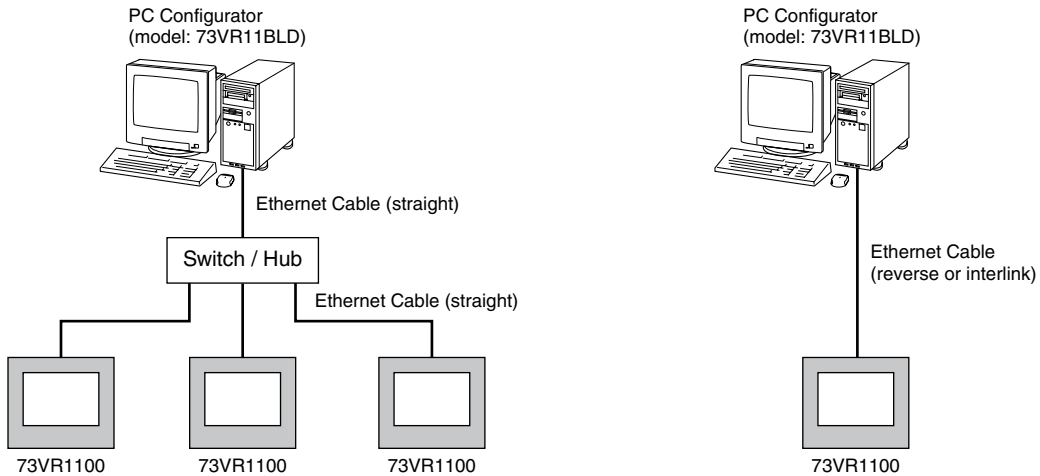 PC Configurator
(model: 73VR11BLD)
Ethernet Cable (straight)
Switch / Hub
Ethernet Cable (straight)
73VR1100
73VR1100
73VR1100
PC Configurator
(model: 73VR11BLD)
Ethernet Cable
(reverse or interlink)
73VR1100